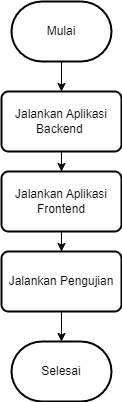 Mulai
Jalankan Aplikasi
Backend
Jalankan Aplikasi
Frontend
Jalankan Pengujian
Selesai